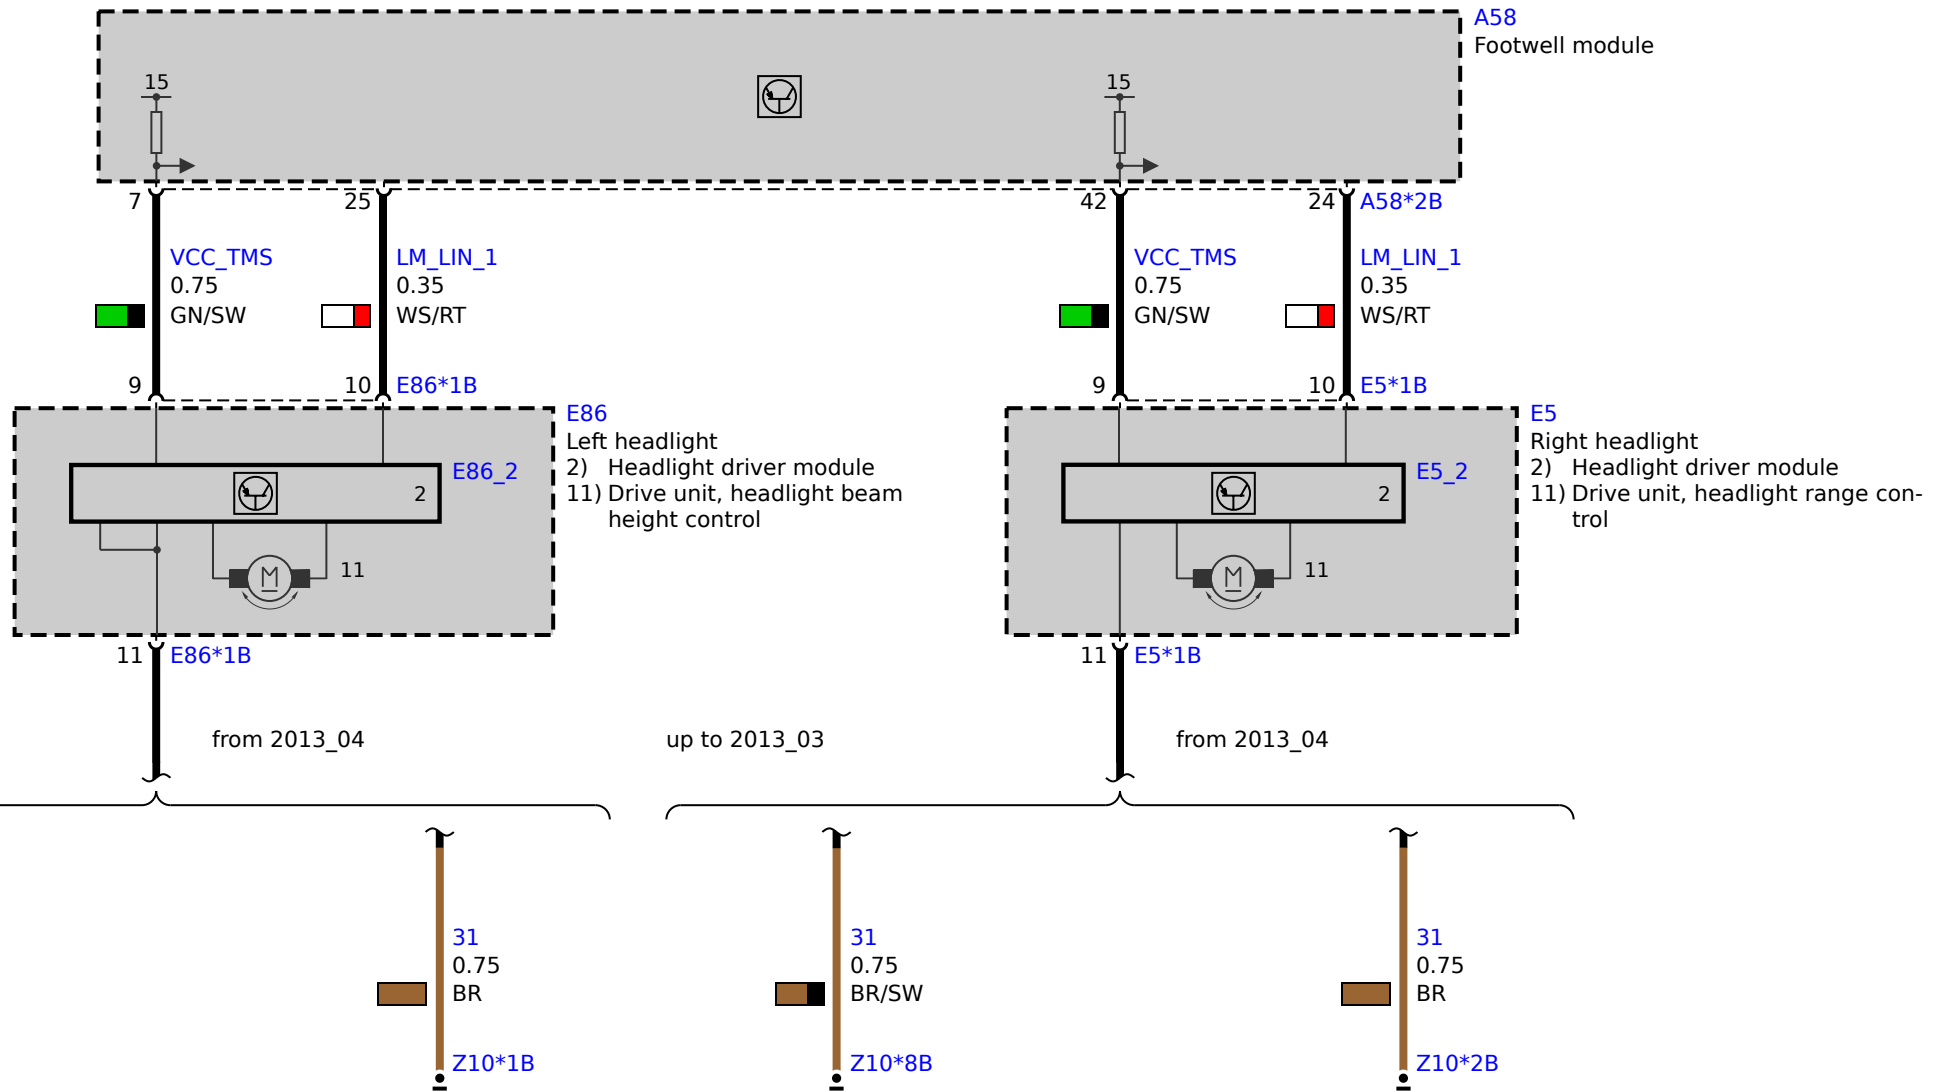 A58
Footwell module
15
15
7
25
42
24
A58*2B
VCC_TMS
0.75
GN/SW
LM_LIN_1
0.35
WS/RT
VCC_TMS
0.75
GN/SW
LM_LIN_1
0.35
WS/RT
9
10
E86*1B
9
10
E5*1B
E86
Left headlight
2) Headlight driver module
11) Drive unit, headlight beam
height control
E86_2
2
M
11
E5
Right headlight
2) Headlight driver module
11) Drive unit, headlight range con-
trol
E5_2
2
M
11
11
E86*1B
11
E5*1B
from 2013_04
up to 2013_03
from 2013_04
31
0.75
BR
Z10*1B
31
0.75
BR/SW
Z10*8B
31
0.75
BR
Z10*2B